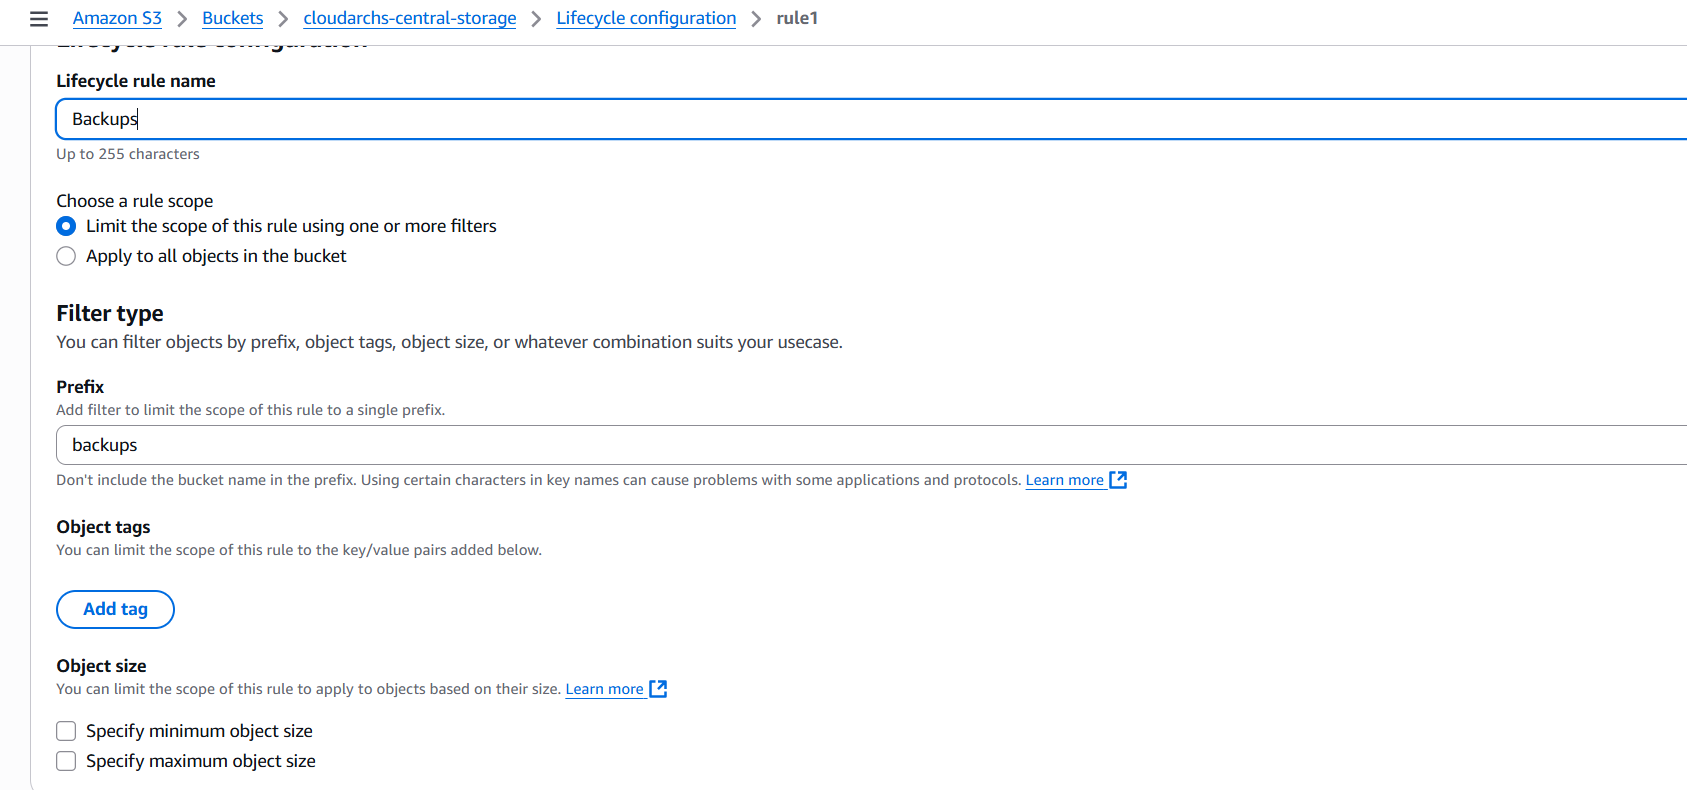 Amazon S3 > Buckets > cloudarchs-central-storage > Lifecycle configuration > rule1
Lifecycle rule configuration
Lifecycle rule name
Backups
Up to 255 characters
Choose a rule scope
Limit the scope of this rule using one or more filters
Apply to all objects in the bucket
Filter type
You can filter objects by prefix, object tags, object size, or whatever combination suits your usecase.
Prefix
Add filter to limit the scope of this rule to a single prefix.
backups
Don't include the bucket name in the prefix. Using certain characters in key names can cause problems with some applications and protocols. Learn more
Object tags
You can limit the scope of this rule to the key/value pairs added below.
Add tag
Object size
You can limit the scope of this rule to apply to objects based on their size. Learn more
Specify minimum object size
Specify maximum object size